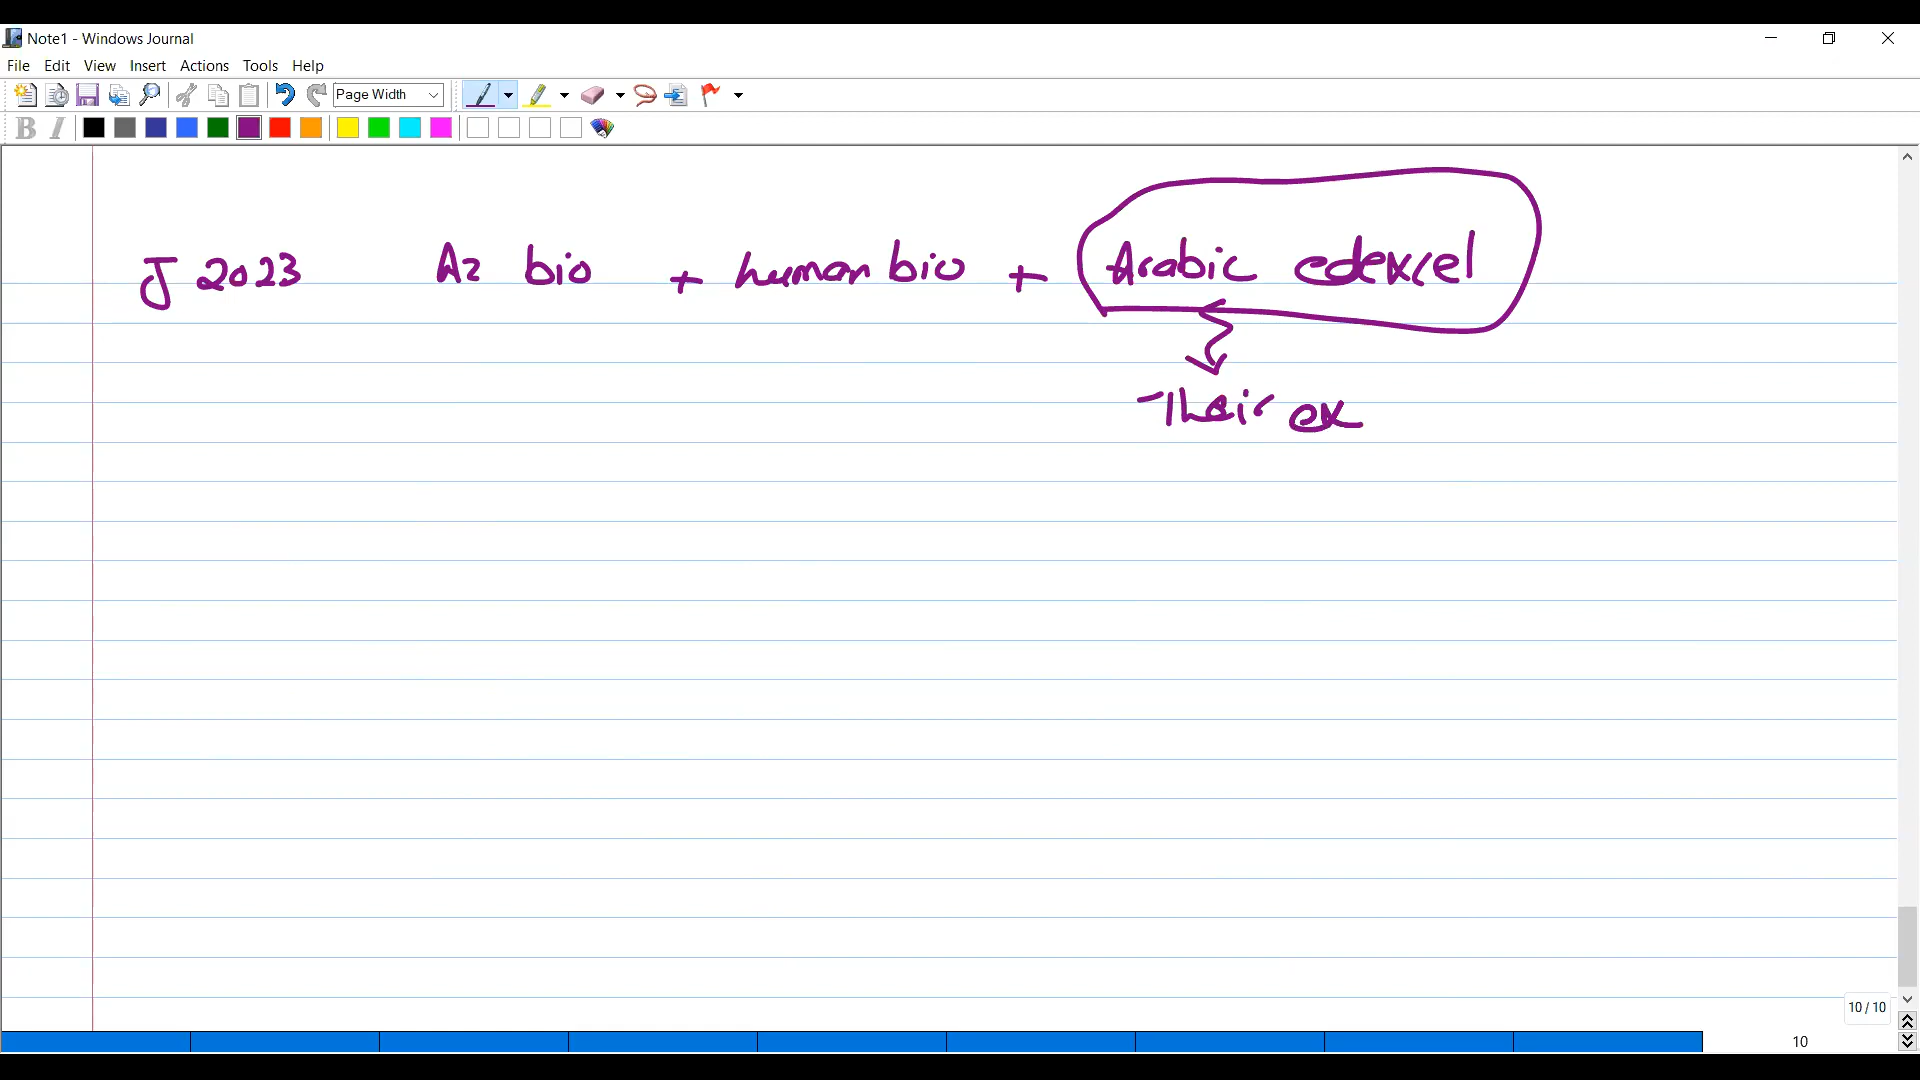 Note1 - Windows Journal
File Edit View Insert Actions Tools Help
Page Width
B I
J 2023 A2 bio + human bio + Arabic edexcel
Their ex
10 / 10
10